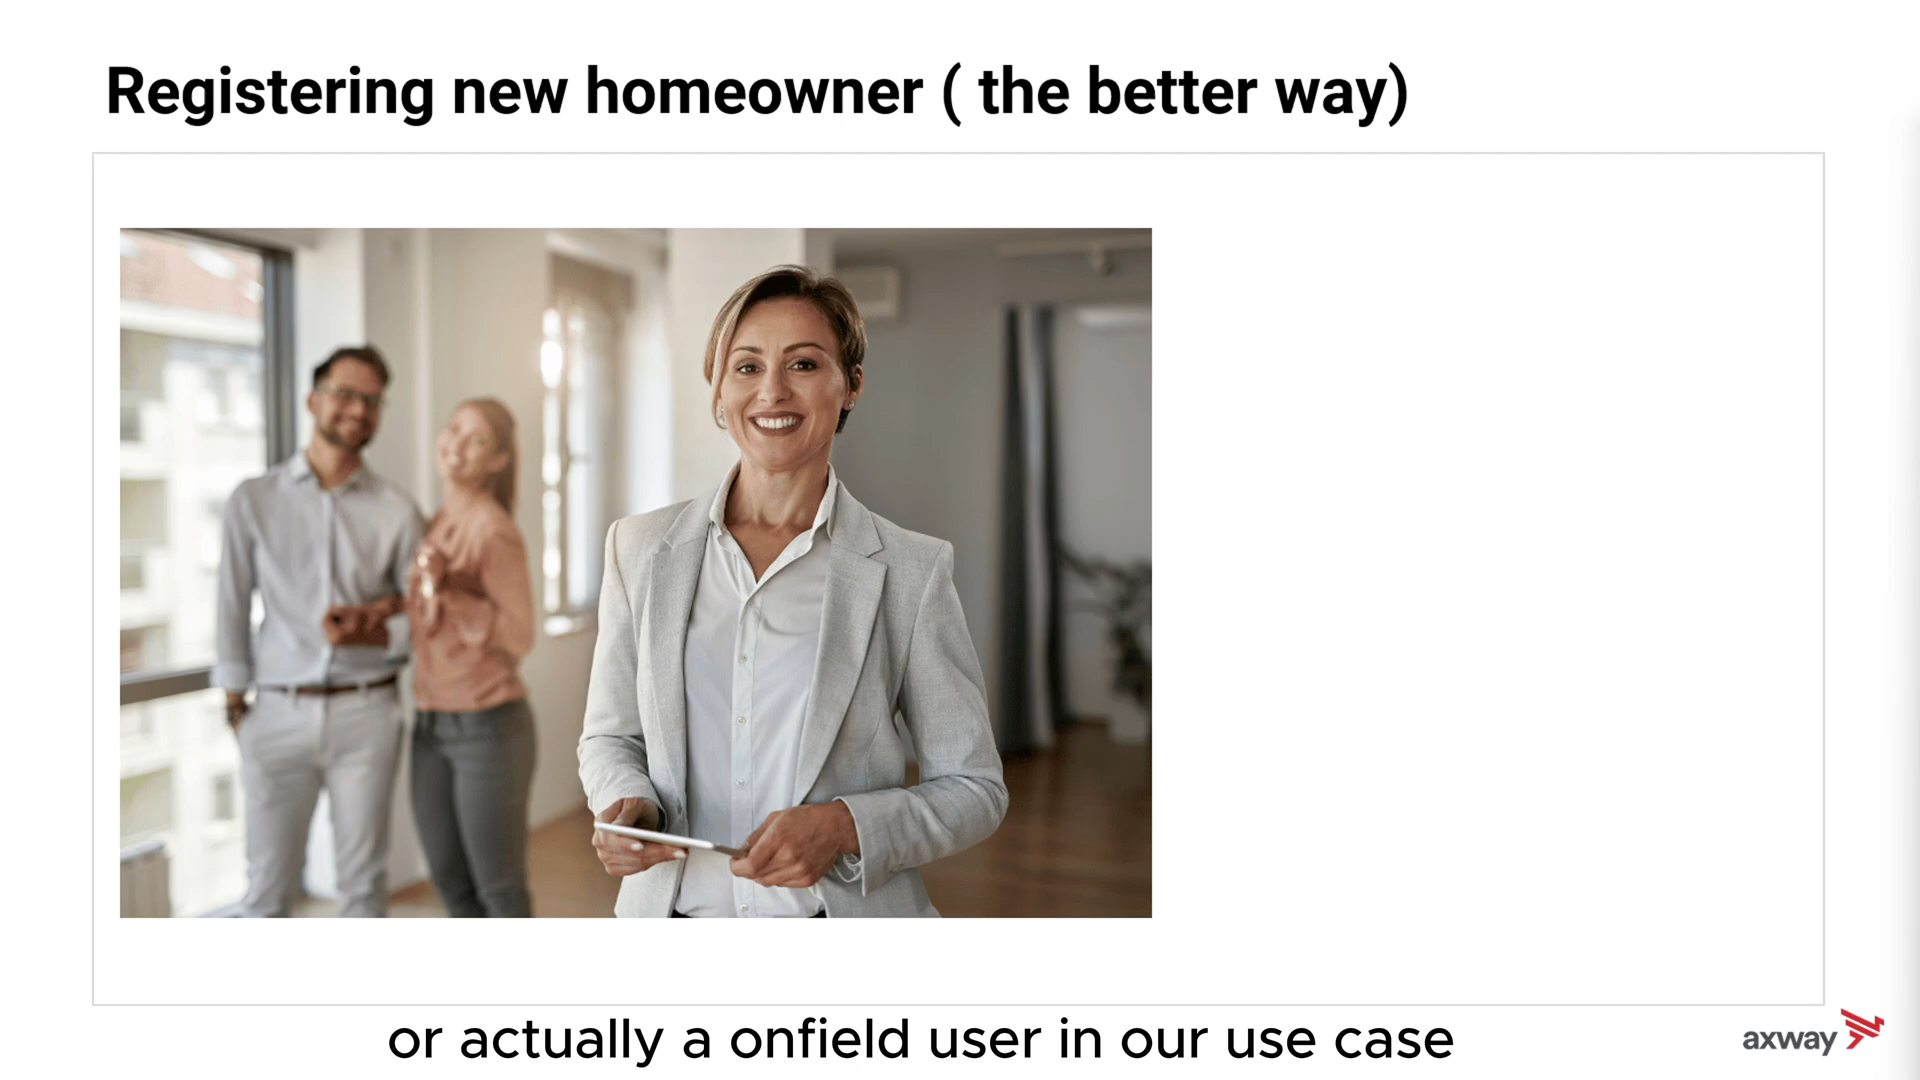 Registering new homeowner ( the better way)
or actually a onfield user in our use case
axway